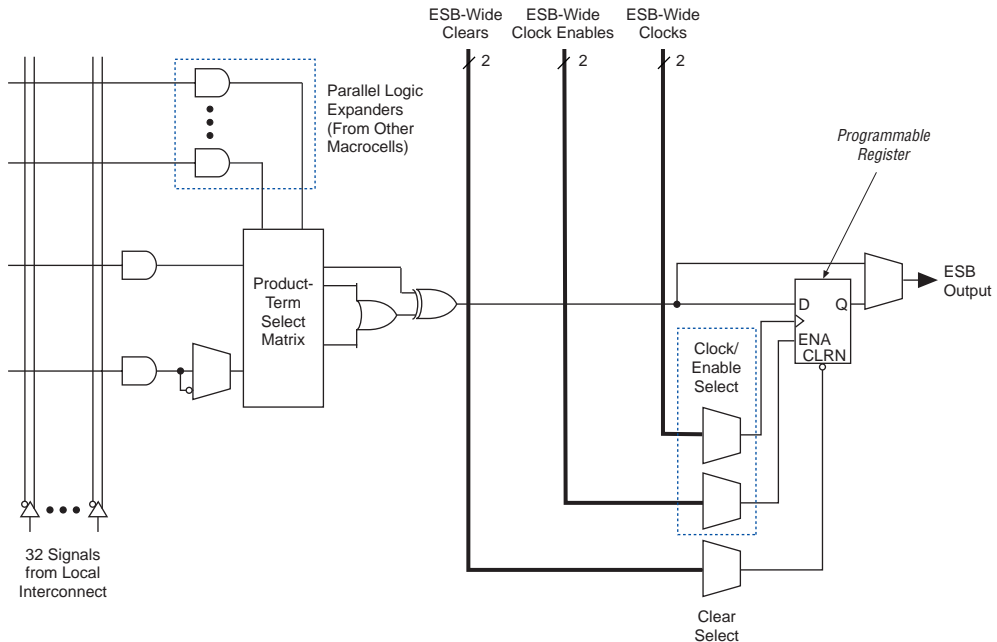 ESB-Wide
Clears
ESB-Wide
Clock Enables
ESB-Wide
Clocks
2
2
2
Parallel Logic
Expanders
(From Other
Macrocells)
Programmable
Register
Product-
Term
Select
Matrix
ESB
Output
D
Q
ENA
CLRN
Clock/
Enable
Select
32 Signals
from Local
Interconnect
Clear
Select